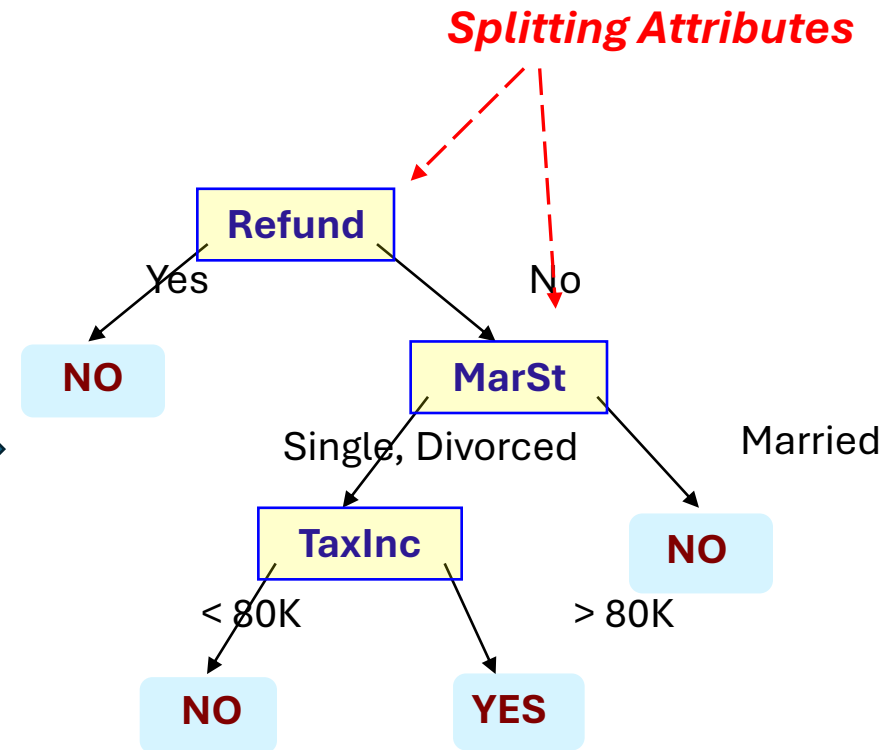 Splitting Attributes
Refund
Yes
No
NO
MarSt
Single, Divorced
Married
TaxInc
NO
< 80K
> 80K
NO
YES